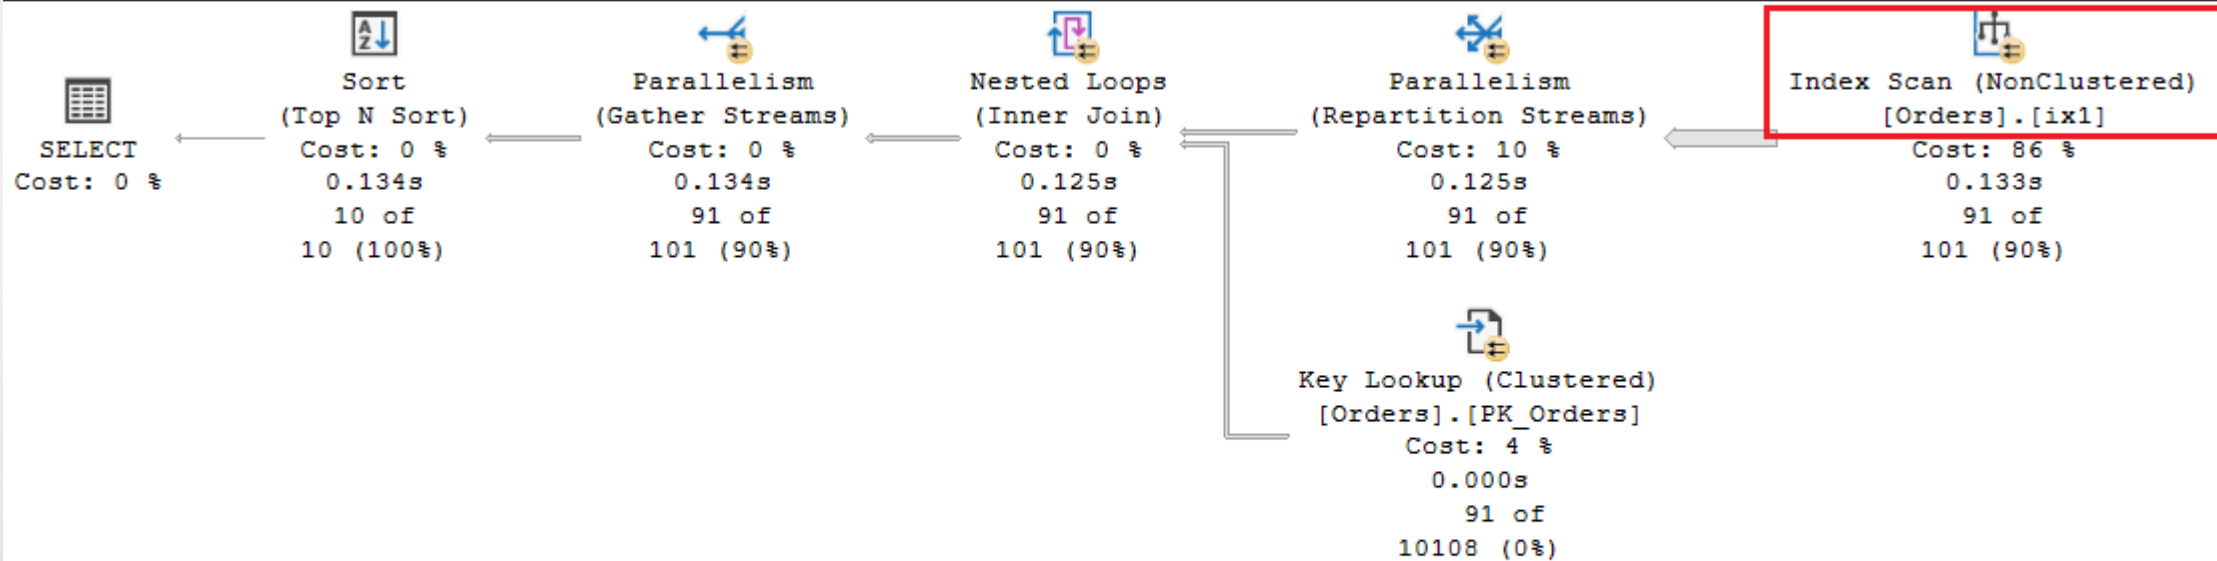 SELECT
Cost: 0 %
Sort
(Top N Sort)
Cost: 0 %
0.134s
10 of
10 (100%)
Parallelism
(Gather Streams)
Cost: 0 %
0.134s
91 of
101 (90%)
Nested Loops
(Inner Join)
Cost: 0 %
0.125s
91 of
101 (90%)
Parallelism
(Repartition Streams)
Cost: 10 %
0.125s
91 of
101 (90%)
Index Scan (NonClustered)
[Orders].[ix1]
Cost: 86 %
0.133s
91 of
101 (90%)
Key Lookup (Clustered)
[Orders].[PK_Orders]
Cost: 4 %
0.000s
91 of
10108 (0%)